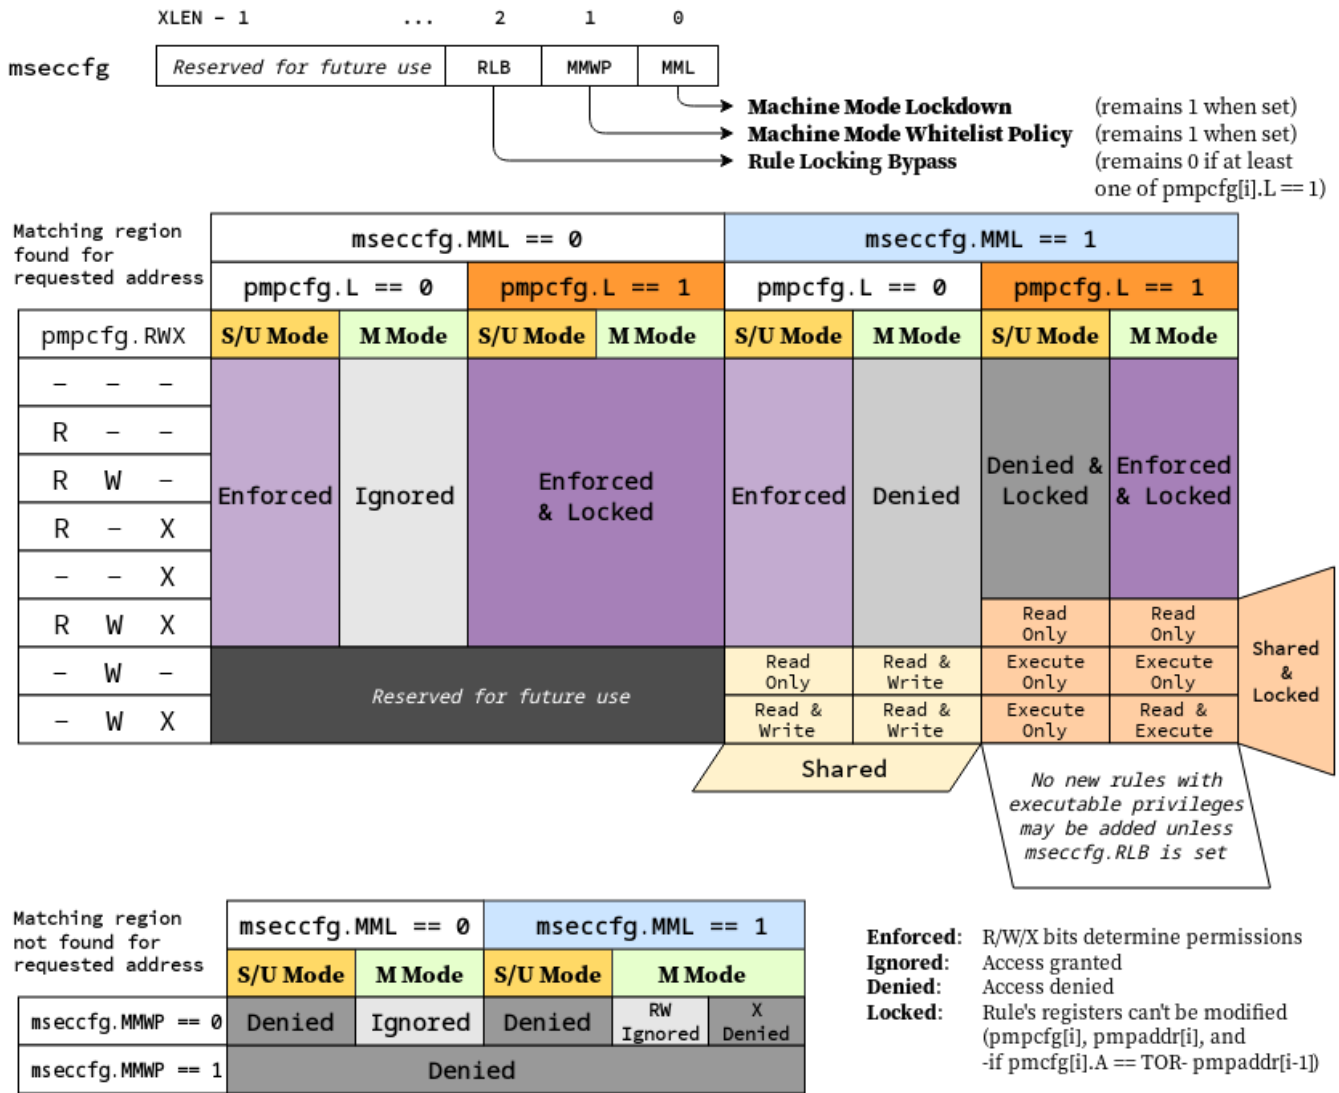 XLEN - 1 ... 2 1 0
mseccfg Reserved for future use RLB MMWP MML
Machine Mode Lockdown (remains 1 when set)
Machine Mode Whitelist Policy (remains 1 when set)
Rule Locking Bypass (remains 0 if at least
one of pmpcfg[i].L == 1)
Matching region
found for
requested address
mseccfg.MML == 0 mseccfg.MML == 1
pmpcfg.L == 0 pmpcfg.L == 1 pmpcfg.L == 0 pmpcfg.L == 1
pmpcfg.RWX S/U Mode M Mode S/U Mode M Mode S/U Mode M Mode S/U Mode M Mode
- - -
R - -
R W -
R - X
- - X
R W X
- W -
- W X
Enforced
Ignored
Enforced
& Locked
Enforced
Denied
Denied &
Locked
Enforced
& Locked
Read
Only
Read
Only
Reserved for future use
Read
Only
Read &
Write
Execute
Only
Execute
Only
Read &
Write
Read &
Write
Execute
Only
Read &
Execute
Shared
&
Locked
Shared
No new rules with
executable privileges
may be added unless
mseccfg.RLB is set
Matching region
not found for
requested address
mseccfg.MML == 0 mseccfg.MML == 1
S/U Mode M Mode S/U Mode M Mode
mseccfg.MMWP == 0 Denied Ignored Denied
RW
Ignored
X
Denied
mseccfg.MMWP == 1 Denied
Enforced: R/W/X bits determine permissions
Ignored: Access granted
Denied: Access denied
Locked: Rule's registers can't be modified
(pmpcfg[i], pmpaddr[i], and
-if pmcfg[i].A == TOR- pmpaddr[i-1])